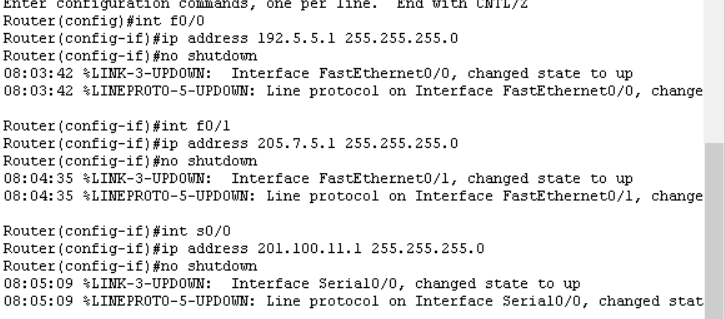 Enter configuration commands, one per line.  End with CNTL/Z
Router(config)#int f0/0
Router(config-if)#ip address 192.5.5.1 255.255.255.0
Router(config-if)#no shutdown
08:03:42 %LINK-3-UPDOWN:  Interface FastEthernet0/0, changed state to up
08:03:42 %LINEPROTO-5-UPDOWN: Line protocol on Interface FastEthernet0/0, change
Router(config-if)#int f0/1
Router(config-if)#ip address 205.7.5.1 255.255.255.0
Router(config-if)#no shutdown
08:04:35 %LINK-3-UPDOWN:  Interface FastEthernet0/1, changed state to up
08:04:35 %LINEPROTO-5-UPDOWN: Line protocol on Interface FastEthernet0/1, change
Router(config-if)#int s0/0
Router(config-if)#ip address 201.100.11.1 255.255.255.0
Router(config-if)#no shutdown
08:05:09 %LINK-3-UPDOWN:  Interface Serial0/0, changed state to up
08:05:09 %LINEPROTO-5-UPDOWN: Line protocol on Interface Serial0/0, changed stat